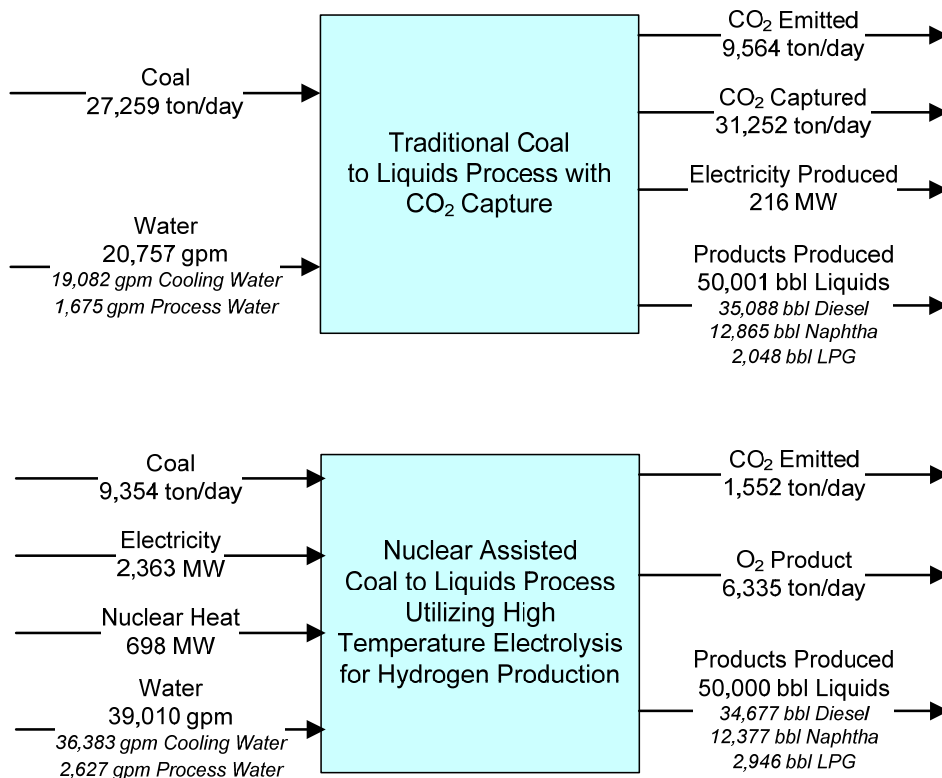 Coal
27,259 ton/day
Water
20,757 gpm
19,082 gpm Cooling Water
1,675 gpm Process Water
Traditional Coal
to Liquids Process with
CO₂ Capture
CO₂ Emitted
9,564 ton/day
CO₂ Captured
31,252 ton/day
Electricity Produced
216 MW
Products Produced
50,001 bbl Liquids
35,088 bbl Diesel
12,865 bbl Naphtha
2,048 bbl LPG
Coal
9,354 ton/day
Electricity
2,363 MW
Nuclear Heat
698 MW
Water
39,010 gpm
36,383 gpm Cooling Water
2,627 gpm Process Water
Nuclear Assisted
Coal to Liquids Process
Utilizing High
Temperature Electrolysis
for Hydrogen Production
CO₂ Emitted
1,552 ton/day
O₂ Product
6,335 ton/day
Products Produced
50,000 bbl Liquids
34,677 bbl Diesel
12,377 bbl Naphtha
2,946 bbl LPG